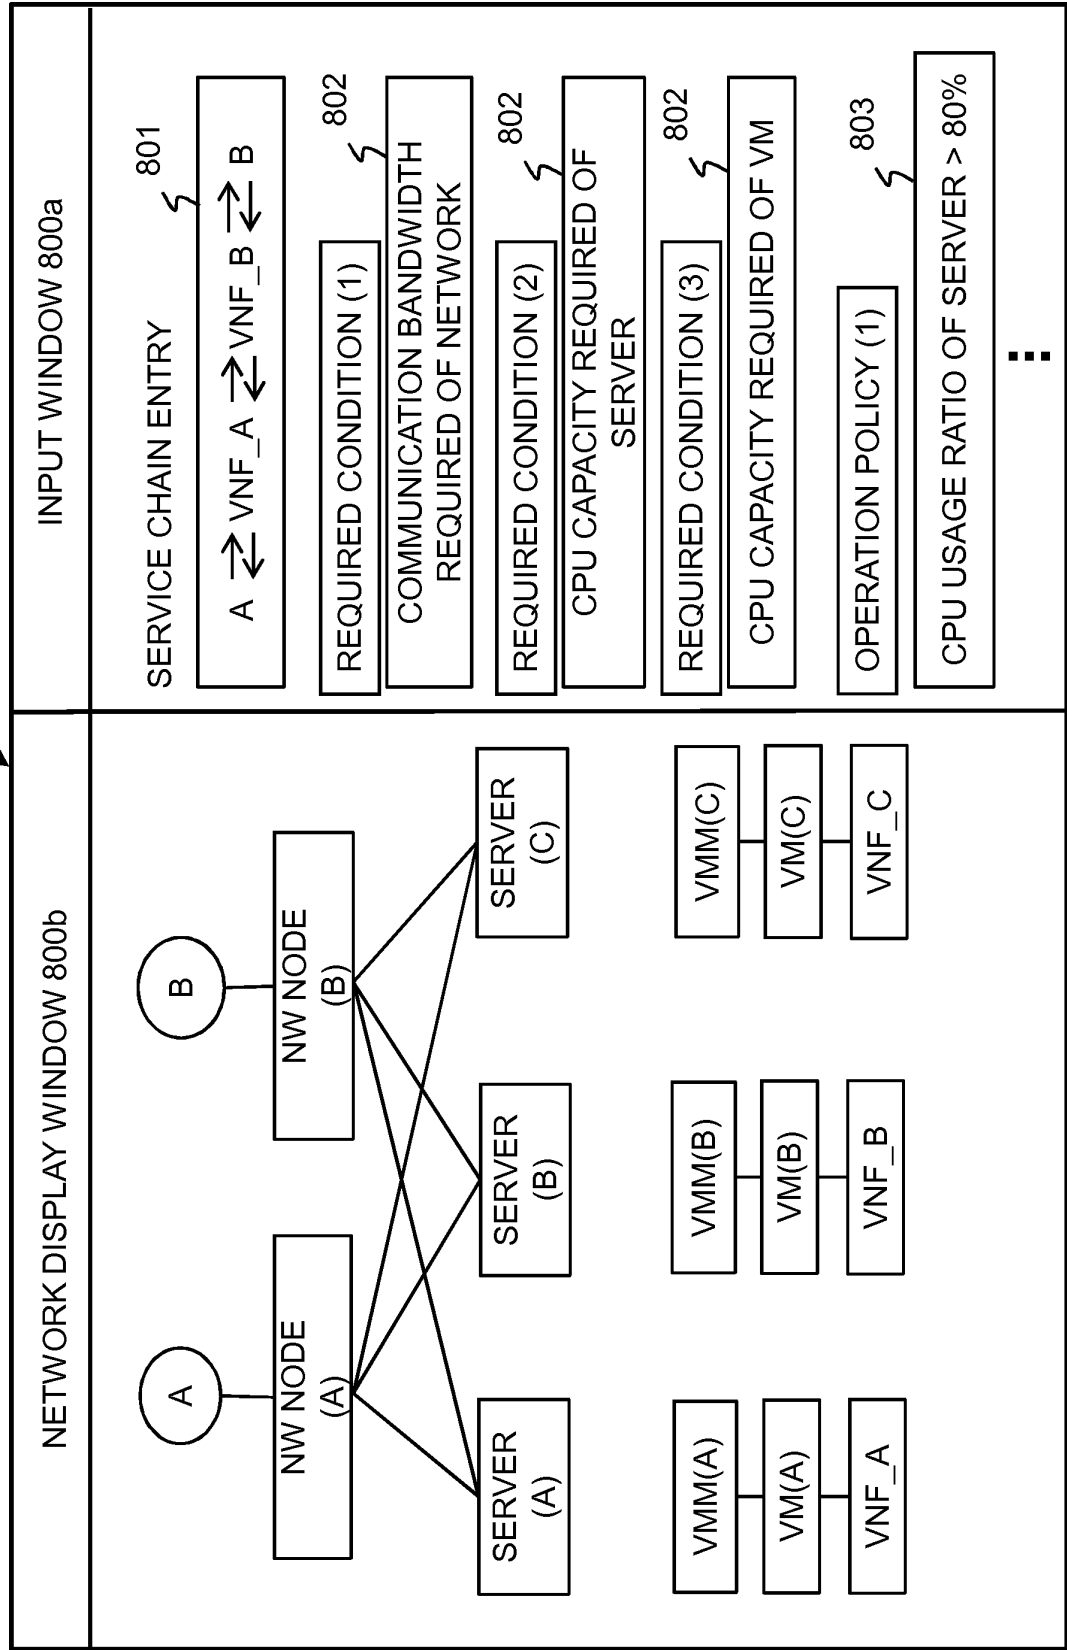 NETWORK DISPLAY WINDOW 800b
A
B
NW NODE
(A)
NW NODE
(B)
SERVER
(A)
SERVER
(B)
SERVER
(C)
VMM(A)
VM(A)
VNF_A
VMM(B)
VM(B)
VNF_B
VMM(C)
VM(C)
VNF_C
INPUT WINDOW 800a
SERVICE CHAIN ENTRY
801
A ⇄ VNF_A ⇄ VNF_B ⇄ B
REQUIRED CONDITION (1)
802
COMMUNICATION BANDWIDTH
REQUIRED OF NETWORK
REQUIRED CONDITION (2)
802
CPU CAPACITY REQUIRED OF
SERVER
REQUIRED CONDITION (3)
802
CPU CAPACITY REQUIRED OF VM
OPERATION POLICY (1)
803
CPU USAGE RATIO OF SERVER > 80%
⋮